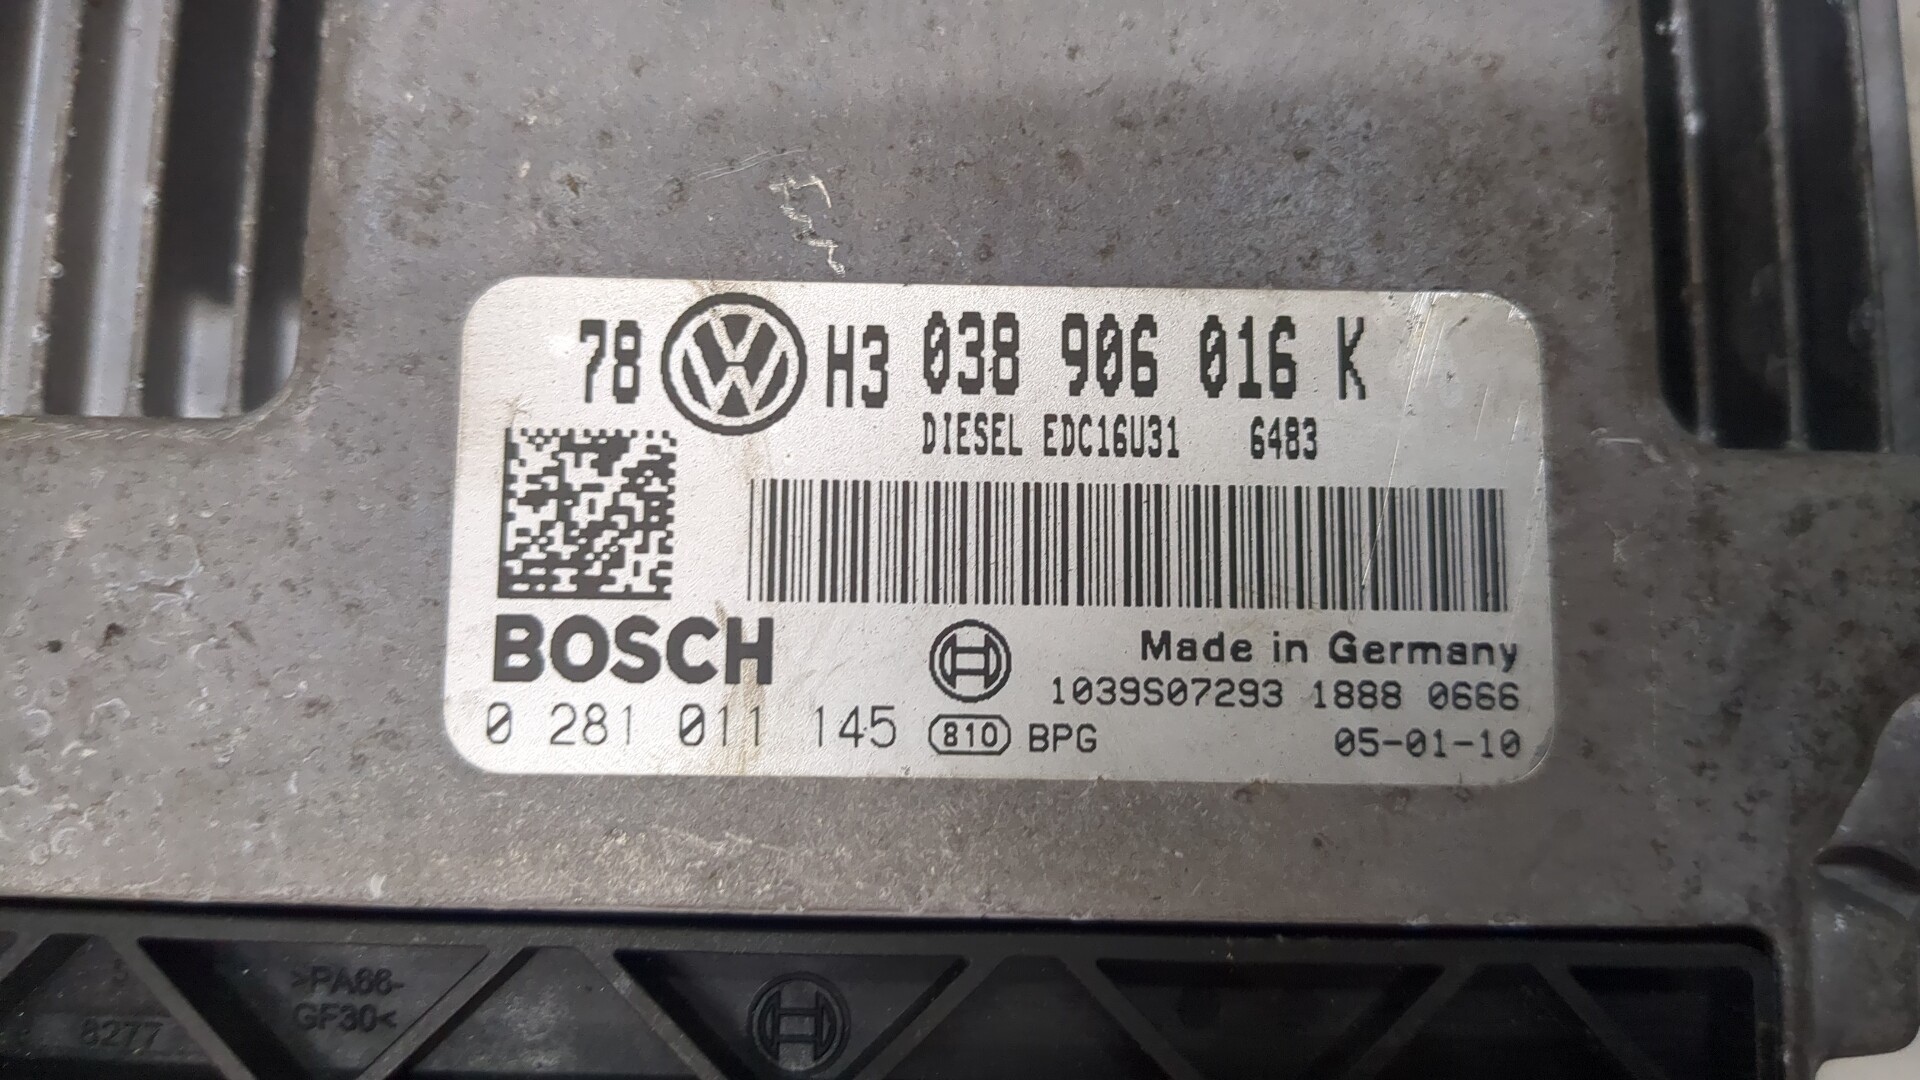 78 VW H3 038 906 016 K
DIESEL EDC16U31 6483
BOSCH
Made in Germany
1039S07293 1888 0666
0 281 011 145 810 BPG 05-01-10
>PA66-
GF30<
8277